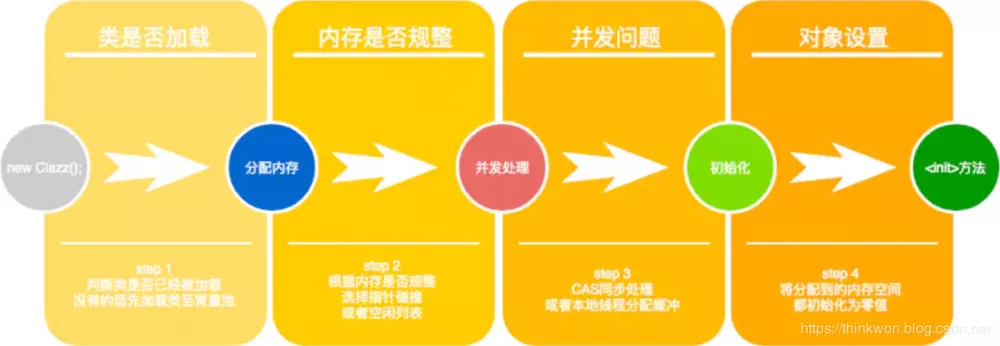 类是否加载
内存是否规整
并发问题
对象设置
new Clazz();
分配内存
并发处理
初始化
<init>方法
step 1
判断类是否已经被加载
没有的话先加载类至常量池
step 2
根据内存是否规整
选择指针碰撞
或者空闲列表
step 3
CAS同步处理
或者本地线程分配缓冲
step 4
将分配到的内存空间
都初始化为零值
https://thinkwon.blog.csdn.net